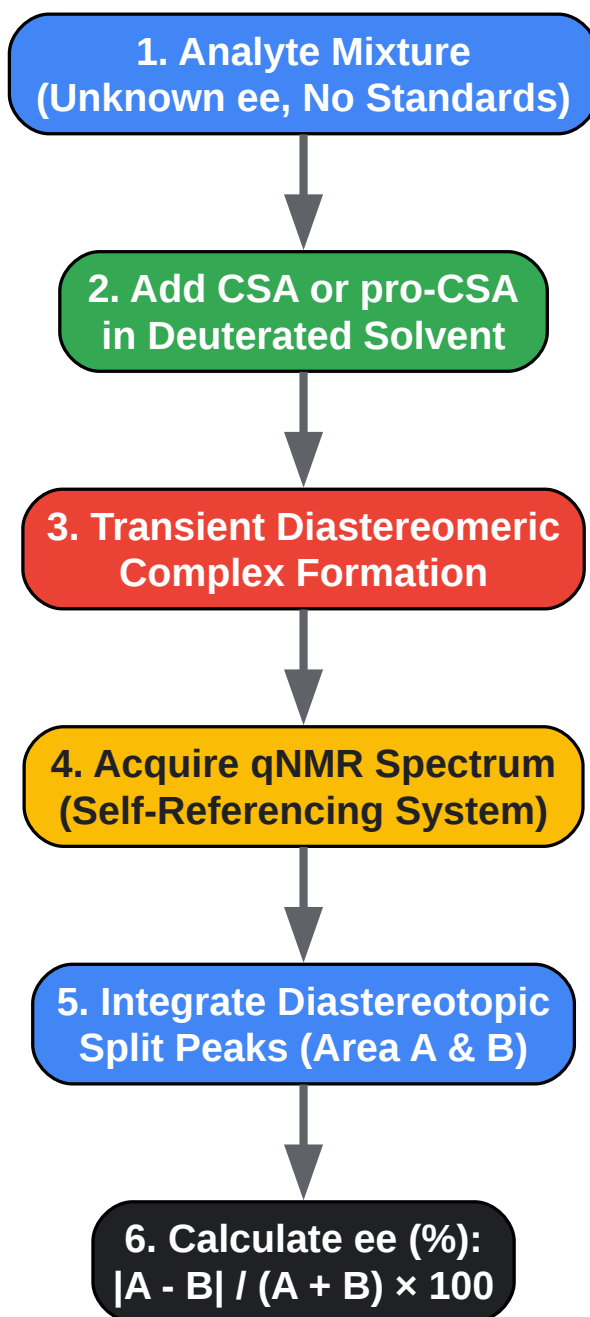 1. Analyte Mixture
(Unknown ee, No Standards)
2. Add CSA or pro-CSA
in Deuterated Solvent
3. Transient Diastereomeric
Complex Formation
4. Acquire qNMR Spectrum
(Self-Referencing System)
5. Integrate Diastereotopic
Split Peaks (Area A & B)
6. Calculate ee (%):
|A - B| / (A + B) × 100